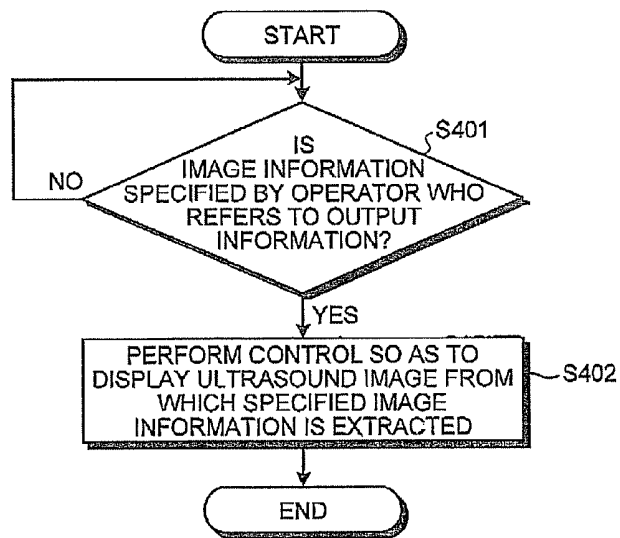 START
S401
IS
IMAGE INFORMATION
SPECIFIED BY OPERATOR WHO
REFERS TO OUTPUT
INFORMATION?
NO
YES
PERFORM CONTROL SO AS TO
DISPLAY ULTRASOUND IMAGE FROM
WHICH SPECIFIED IMAGE
INFORMATION IS EXTRACTED
S402
END